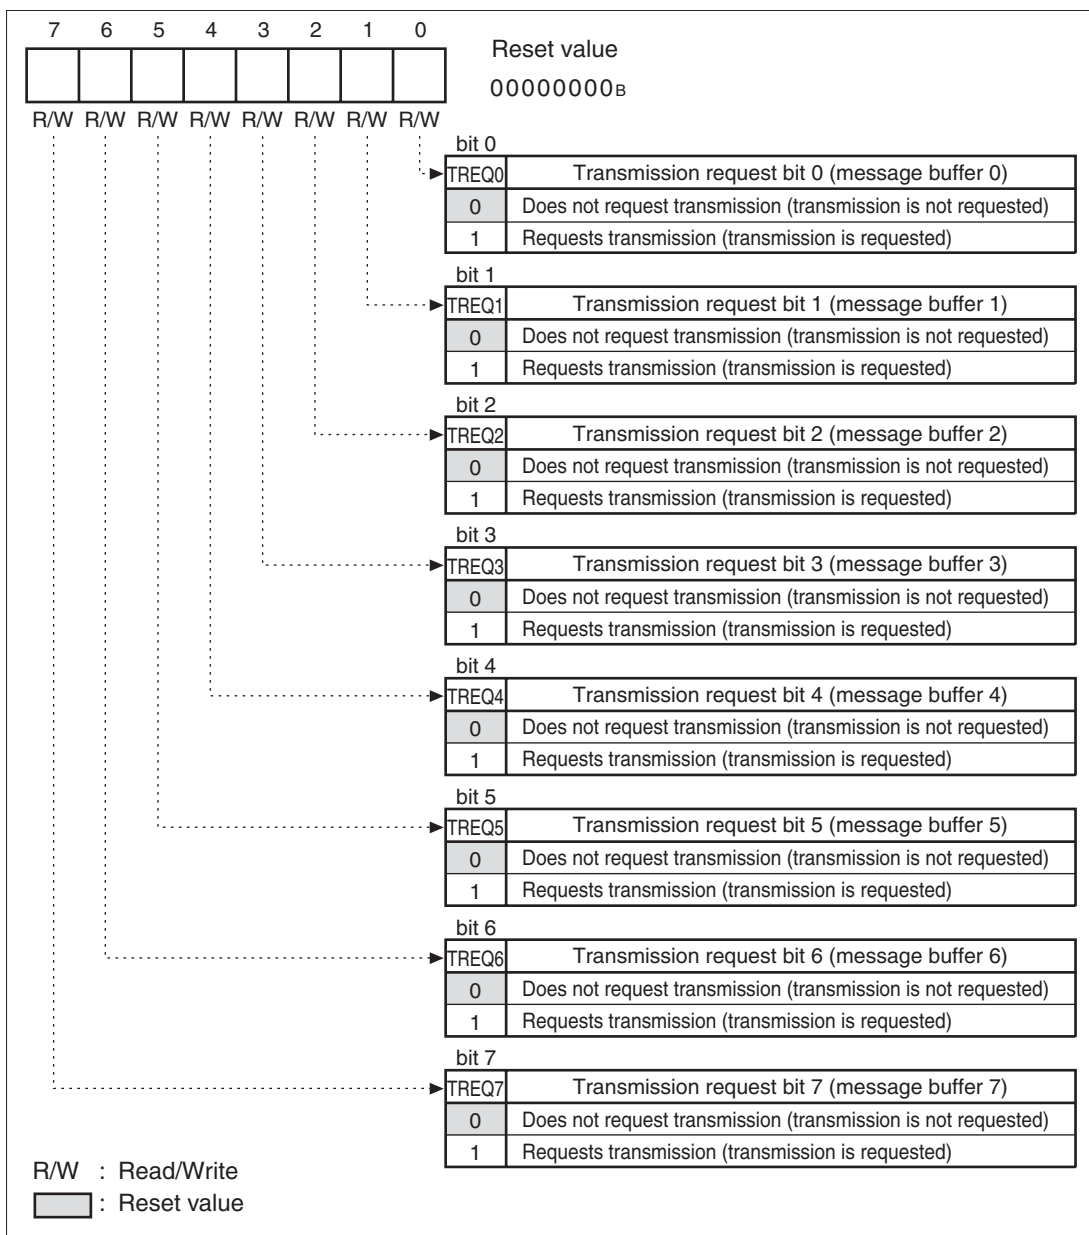 7 6 5 4 3 2 1 0
Reset value
00000000B
R/W R/W R/W R/W R/W R/W R/W R/W
bit 0
TREQ0 Transmission request bit 0 (message buffer 0)
0 Does not request transmission (transmission is not requested)
1 Requests transmission (transmission is requested)
bit 1
TREQ1 Transmission request bit 1 (message buffer 1)
0 Does not request transmission (transmission is not requested)
1 Requests transmission (transmission is requested)
bit 2
TREQ2 Transmission request bit 2 (message buffer 2)
0 Does not request transmission (transmission is not requested)
1 Requests transmission (transmission is requested)
bit 3
TREQ3 Transmission request bit 3 (message buffer 3)
0 Does not request transmission (transmission is not requested)
1 Requests transmission (transmission is requested)
bit 4
TREQ4 Transmission request bit 4 (message buffer 4)
0 Does not request transmission (transmission is not requested)
1 Requests transmission (transmission is requested)
bit 5
TREQ5 Transmission request bit 5 (message buffer 5)
0 Does not request transmission (transmission is not requested)
1 Requests transmission (transmission is requested)
bit 6
TREQ6 Transmission request bit 6 (message buffer 6)
0 Does not request transmission (transmission is not requested)
1 Requests transmission (transmission is requested)
bit 7
TREQ7 Transmission request bit 7 (message buffer 7)
0 Does not request transmission (transmission is not requested)
1 Requests transmission (transmission is requested)
R/W : Read/Write
: Reset value